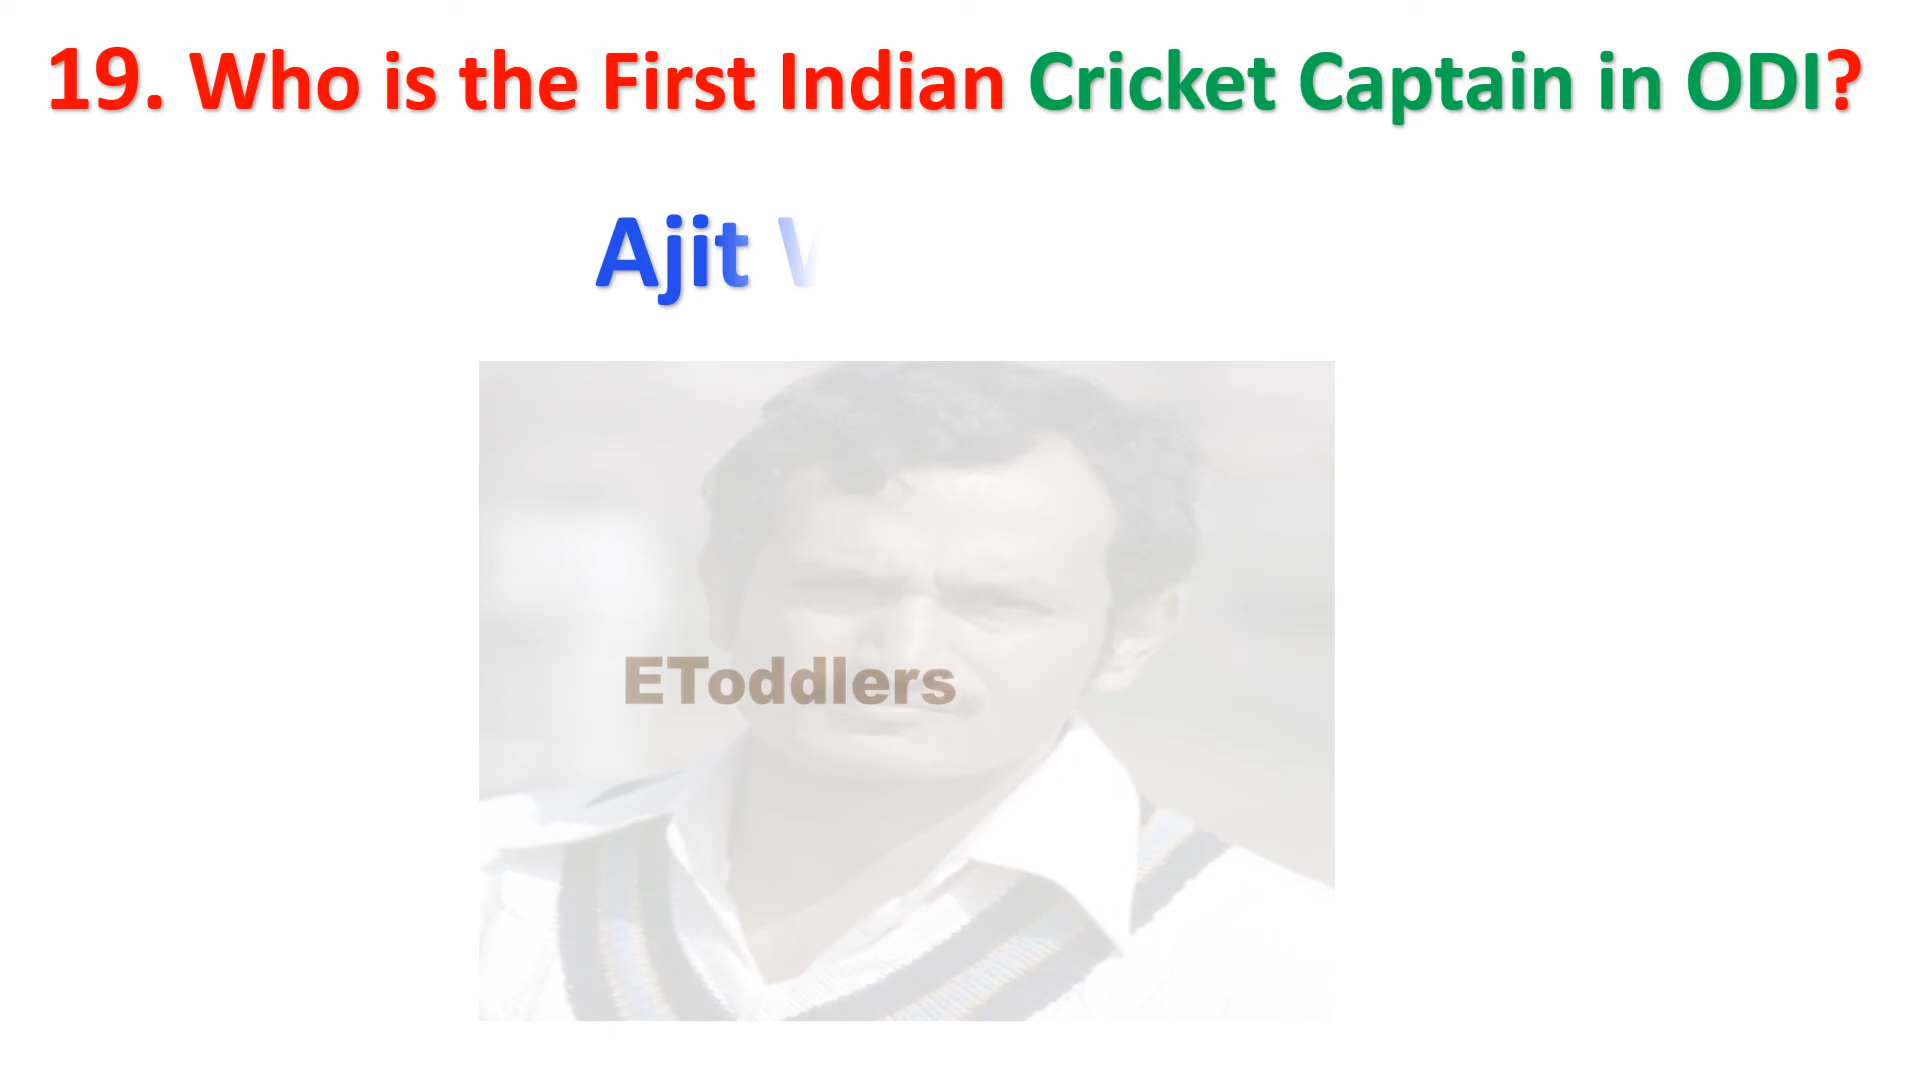 19. Who is the First Indian Cricket Captain in ODI?
Ajit
EToddlers